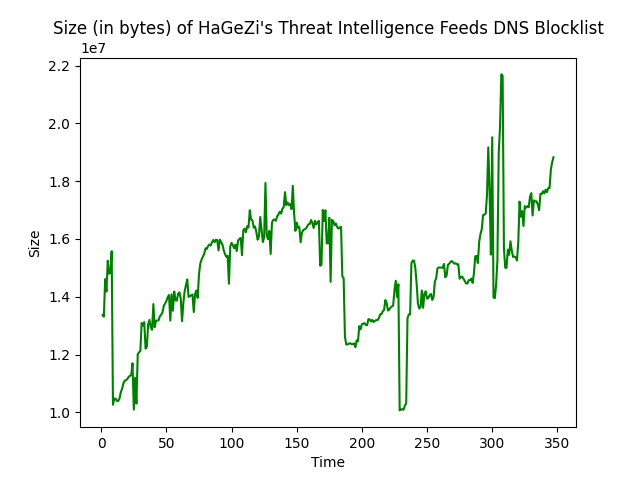 Size (in bytes) of HaGeZi's Threat Intelligence Feeds DNS Blocklist
1e7
2.2
2.0
1.8
1.6
1.4
1.2
1.0
Size
0 50 100 150 200 250 300 350
Time